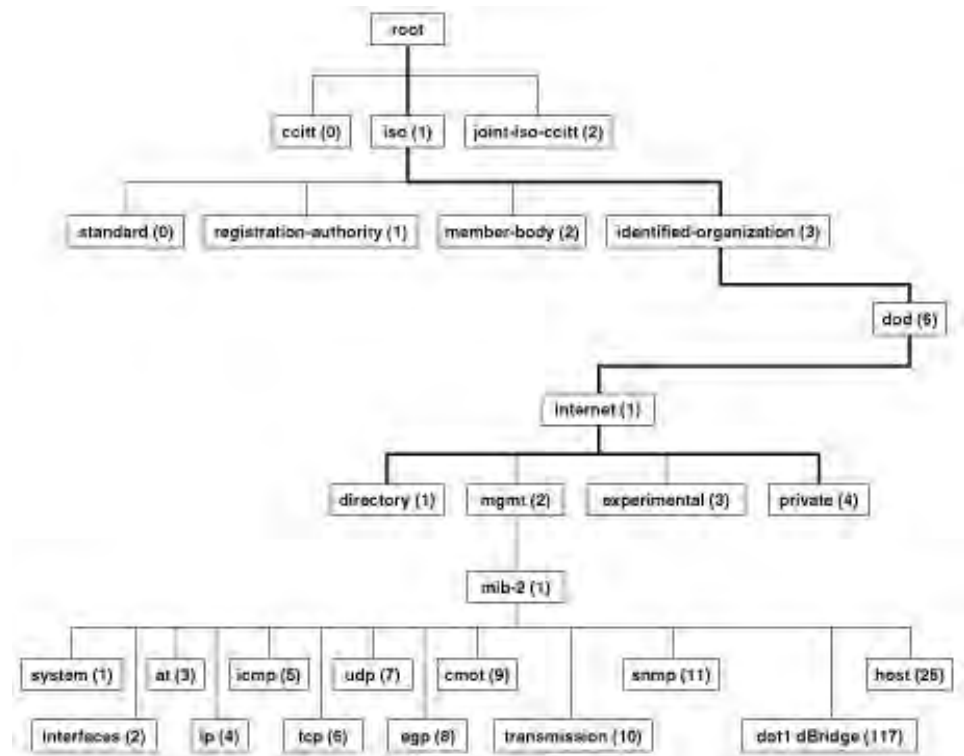 root
ccitt (0)
iso (1)
joint-iso-ccitt (2)
standard (0)
registration-authority (1)
member-body (2)
identified-organization (3)
dod (6)
internet (1)
directory (1)
mgmt (2)
experimental (3)
private (4)
mib-2 (1)
system (1)
at (3)
icmp (5)
udp (7)
cmot (9)
snmp (11)
host (25)
interfaces (2)
ip (4)
tcp (6)
egp (8)
transmission (10)
dot1 dBridge (117)